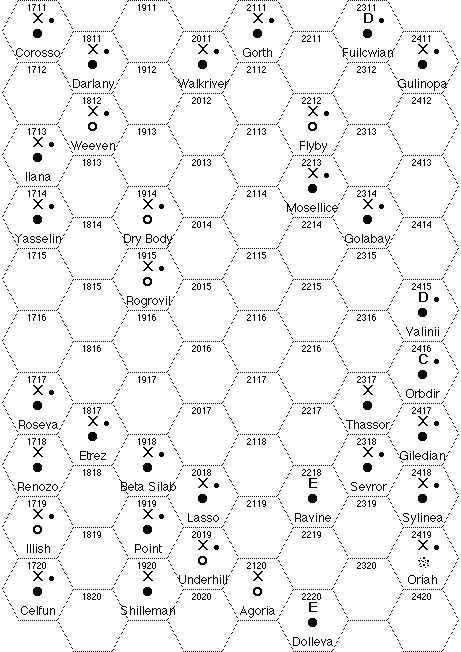 1711 1911 2111 2311
X X D
1811 2011 2211 2411
X X X
Corosso Gorth Fuilcwian
1712 1912 2112 2312
Darlany Walkriver Gulinopa
1812 2012 2212 2412
X X
1713 1913 2113 2313
X
Weeven Flyby
1813 2013 2213 2413
X
Ilana
1714 1914 2114 2314
X X X
Mosellice
1814 2014 2214 2414
Yasselin Dry Body Golabay
1715 1915 2115 2315
X
1815 2015 2215 2415
D
Rogrovil
1716 1916 2116 2316
Valinii
1816 2016 2216 2416
C
1717 1917 2117 2317
X X
Orbdir
1817 2017 2217 2417
X X
Roseva Thassor
1718 1918 2118 2318
X X X
Etrez Giledian
1818 2018 2218 2418
X E X
Renozo Beta Silab Sevror
1719 1919 2119 2319
X X
Lasso Ravine Sylinea
1819 2019 2219 2419
X X
Illish Point
1720 1920 2120 2320
X X X
Underhill Oriah
1820 2020 2220 2420
E
Celfun Shilleman Agoria
Dolleva